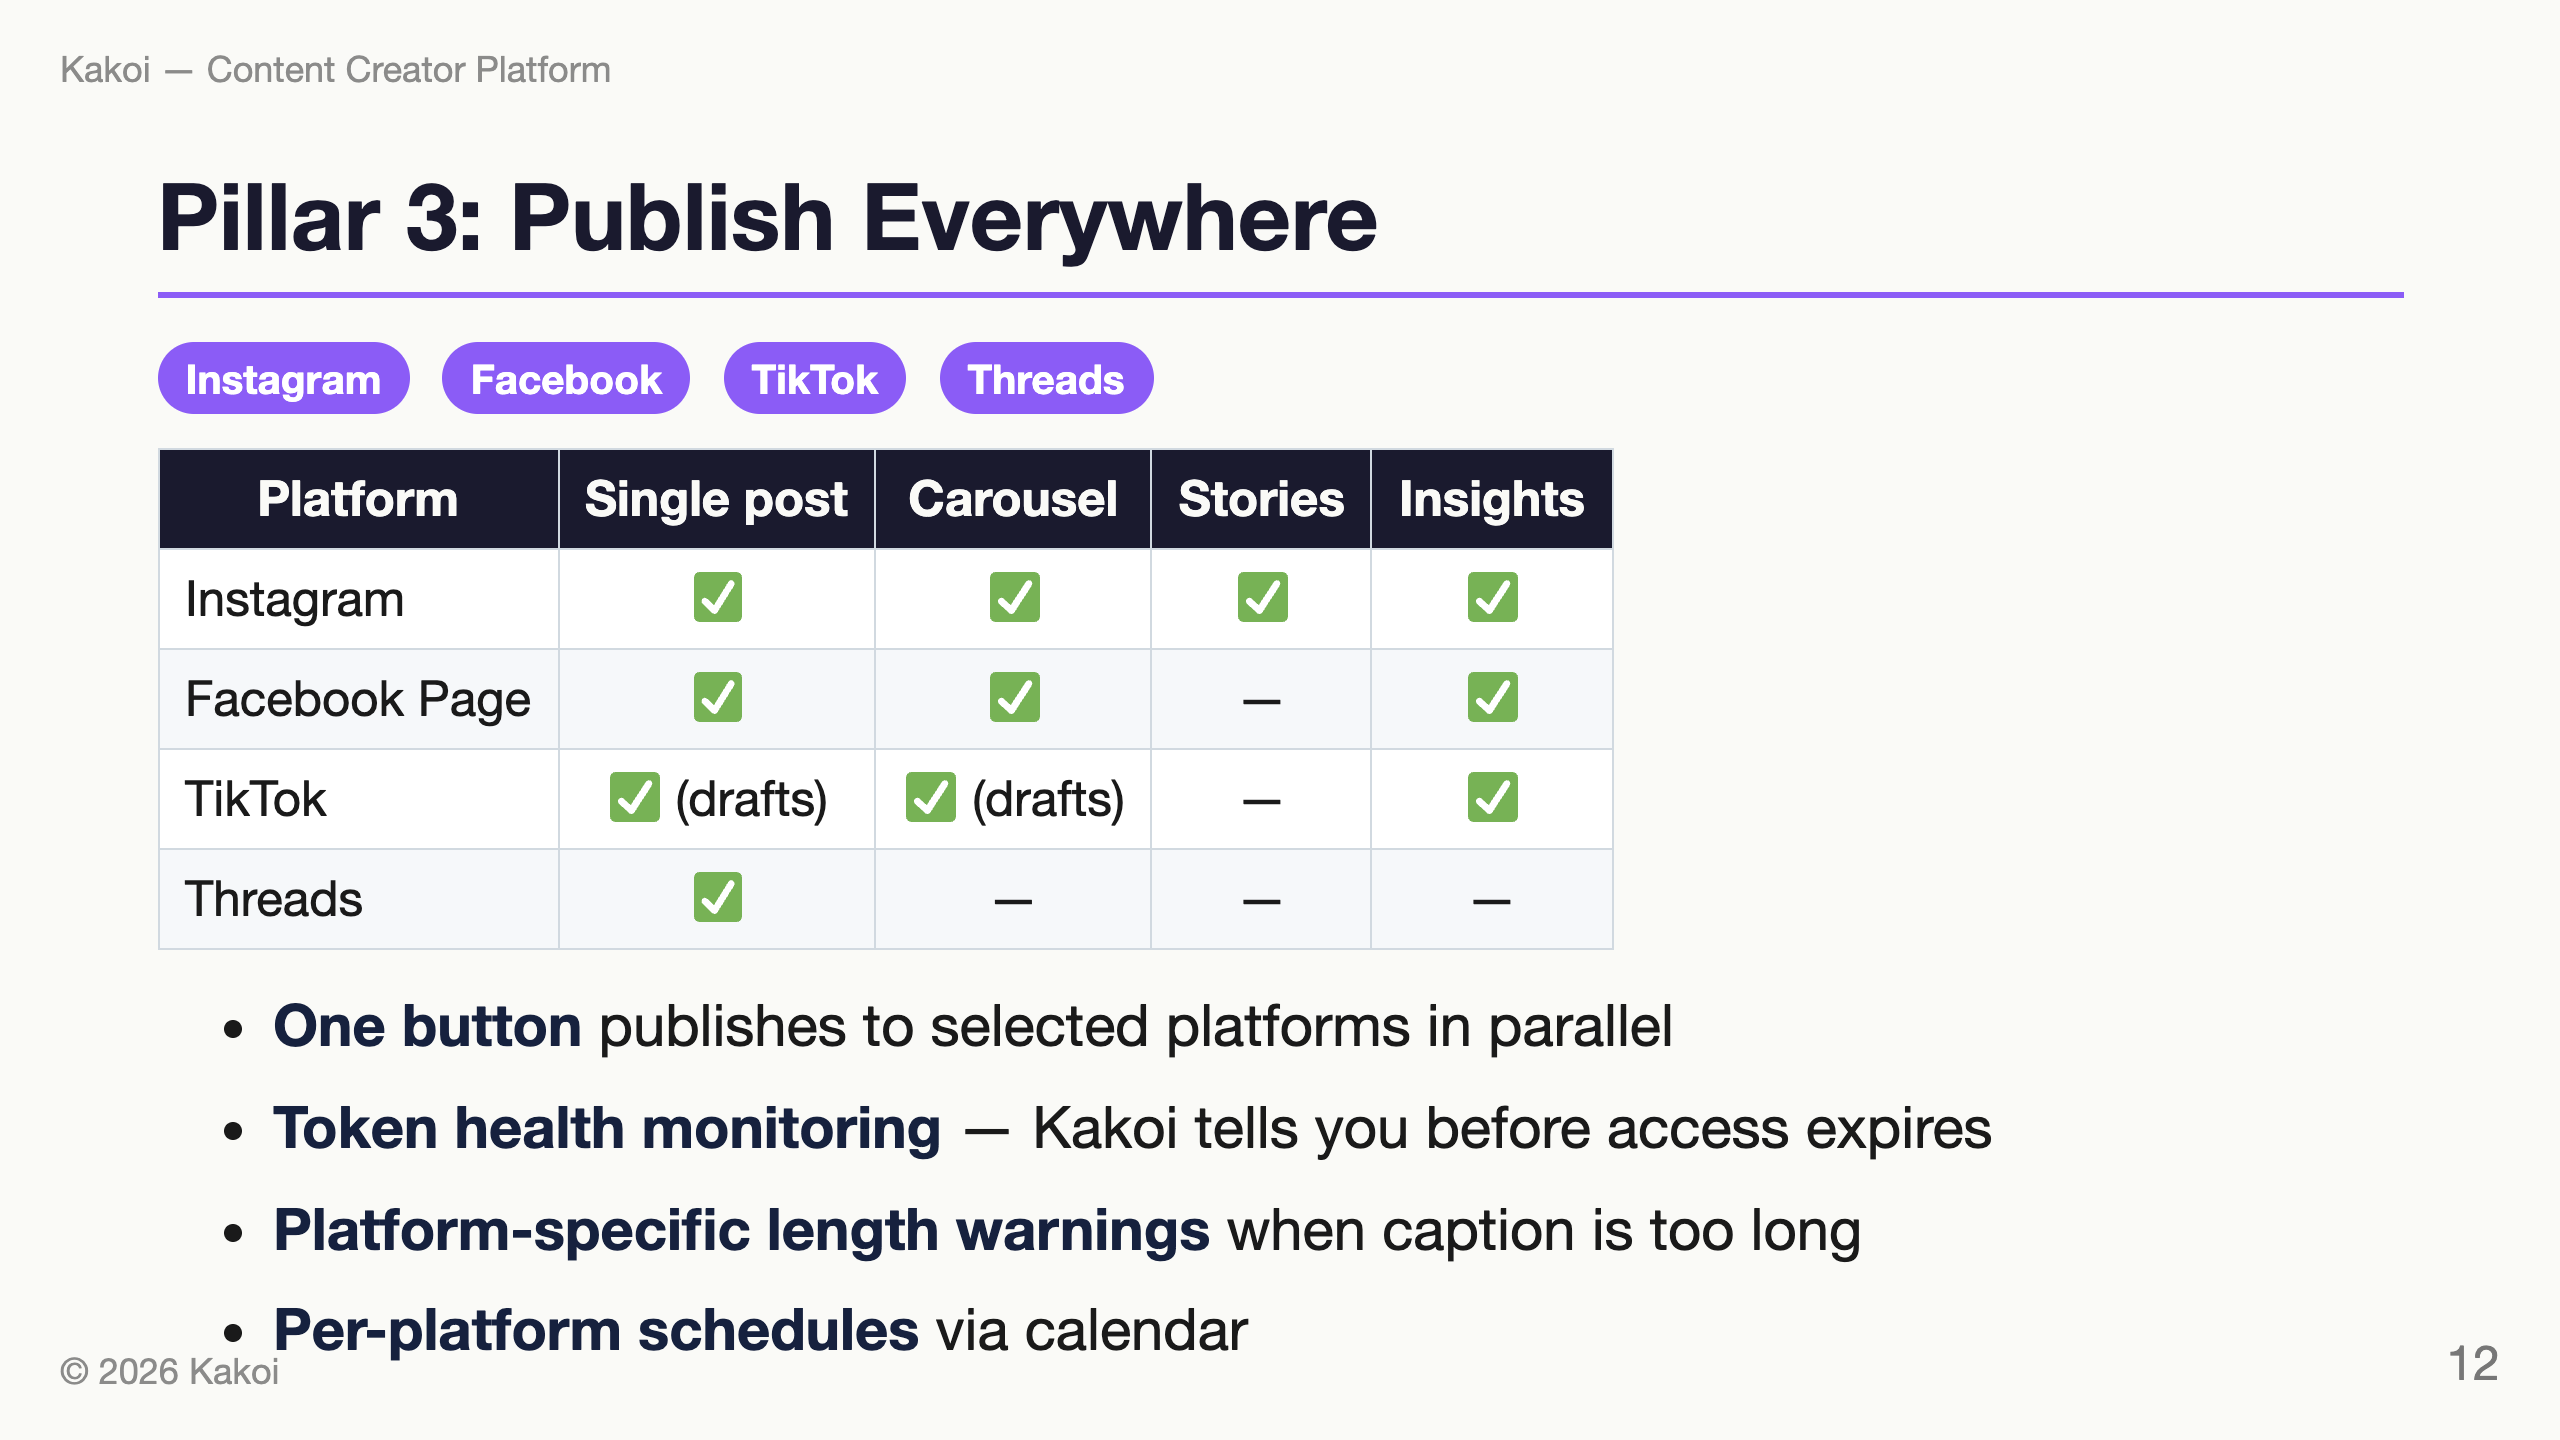 Kakoi — Content Creator Platform
Pillar 3: Publish Everywhere
Instagram Facebook TikTok Threads
Platform Single post Carousel Stories Insights
Instagram ✅ ✅ ✅ ✅
Facebook Page ✅ ✅ — ✅
TikTok ✅ (drafts) ✅ (drafts) — ✅
Threads ✅ — — —
• One button publishes to selected platforms in parallel
• Token health monitoring — Kakoi tells you before access expires
• Platform-specific length warnings when caption is too long
• Per-platform schedules via calendar
© 2026 Kakoi
12